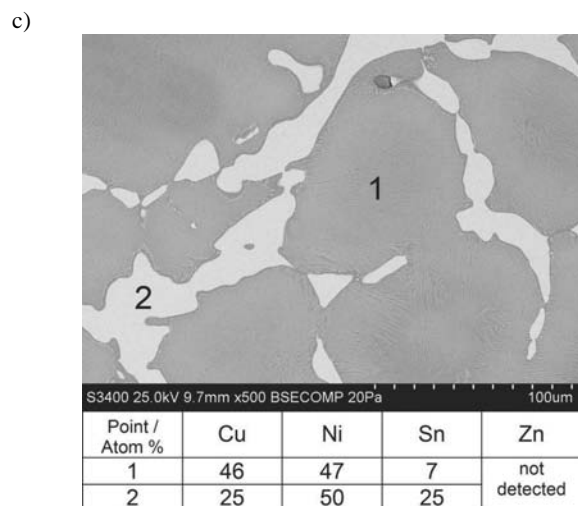 c)
1
2
S3400 25.0kV 9.7mm x500 BSECOMP 20Pa 100um
Point / Atom % Cu Ni Sn Zn
1 46 47 7 not detected
2 25 50 25